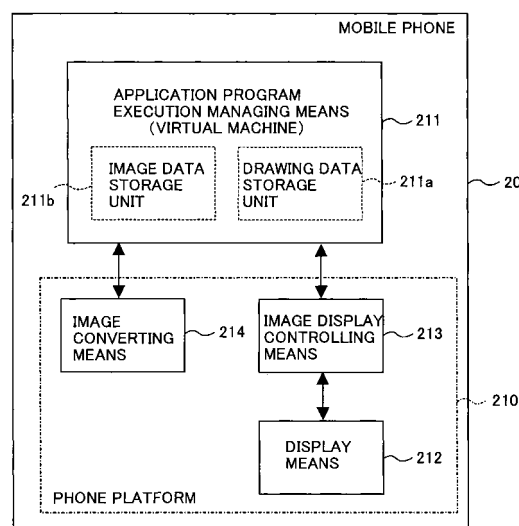 MOBILE PHONE
APPLICATION PROGRAM
EXECUTION MANAGING MEANS
(VIRTUAL MACHINE)
211
IMAGE DATA
STORAGE
UNIT
211b
DRAWING DATA
STORAGE
UNIT
211a
20
IMAGE
CONVERTING
MEANS
214
IMAGE DISPLAY
CONTROLLING
MEANS
213
210
DISPLAY
MEANS
212
PHONE PLATFORM